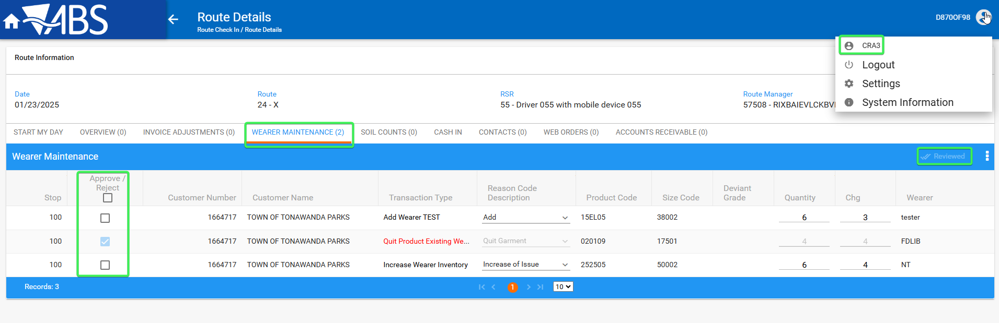 ABS
Route Details
Route Check In / Route Details
D870OF98
CRA3
Logout
Settings
System Information
Route Information
Date
Route
RSR
Route Manager
01/23/2025
24 - X
55 - Driver 055 with mobile device 055
57508 - RIXBAIEVLCKBV
START MY DAY
OVERVIEW (0)
INVOICE ADJUSTMENTS (0)
WEARER MAINTENANCE (2)
SOIL COUNTS (0)
CASH IN
CONTACTS (0)
WEB ORDERS (0)
ACCOUNTS RECEIVABLE (0)
Wearer Maintenance
Reviewed
Stop
Approve /
Reject
Customer Number
Customer Name
Transaction Type
Reason Code
Description
Product Code
Size Code
Deviant
Grade
Quantity
Chg
Wearer
100 1664717 TOWN OF TONAWANDA PARKS Add Wearer TEST Add 15EL05 38002 6 3 tester
100 1664717 TOWN OF TONAWANDA PARKS Quit Product Existing We... Quit Garment 020109 17501 4 4 FDLIB
100 1664717 TOWN OF TONAWANDA PARKS Increase Wearer Inventory Increase of Issue 252505 50002 6 4 NT
Records: 3
1
10